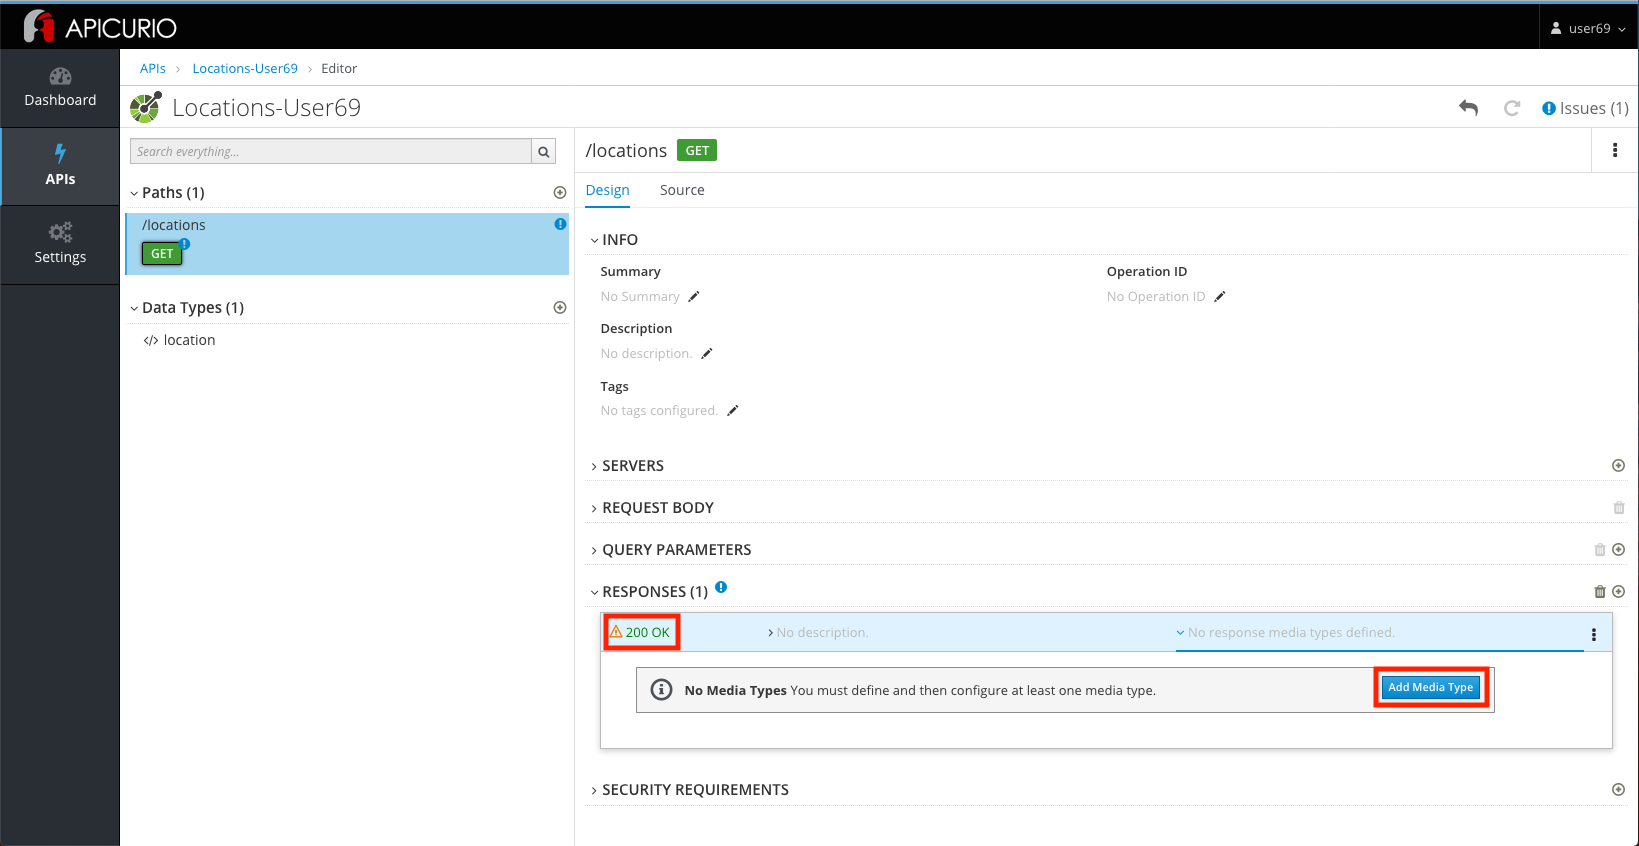 APICURIO
user69
Dashboard
APIs
Settings
APIs > Locations-User69 > Editor
Locations-User69
Issues (1)
Search everything...
Paths (1)
/locations
GET
Data Types (1)
</> location
/locations GET
Design Source
INFO
Summary
No Summary
Operation ID
No Operation ID
Description
No description.
Tags
No tags configured.
SERVERS
REQUEST BODY
QUERY PARAMETERS
RESPONSES (1)
200 OK
No description.
No response media types defined.
No Media Types You must define and then configure at least one media type.
Add Media Type
SECURITY REQUIREMENTS